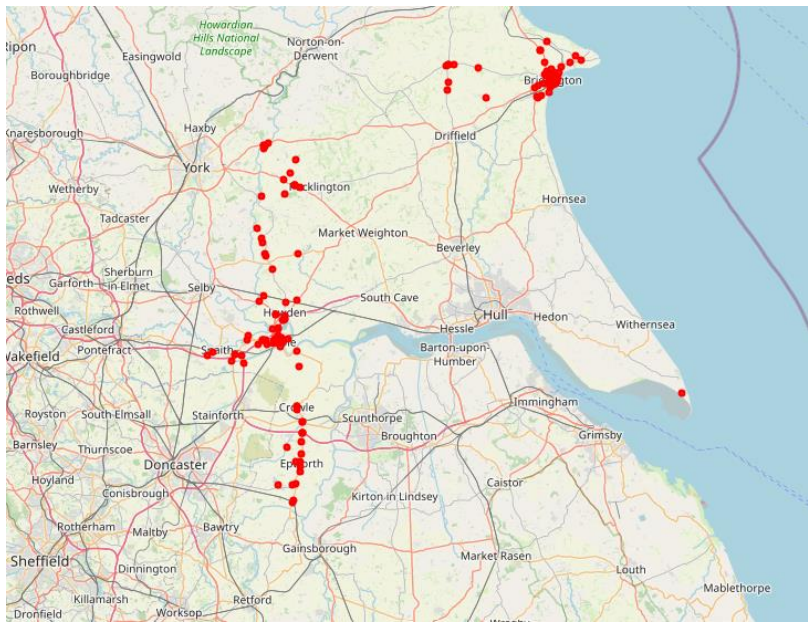 Howardian
Hills National
Landscape
Norton-on-
Derwent
Ripon
Easingwold
Boroughbridge
Knaresborough
Haxby
York
Wetherby
Tadcaster
Driffield
Hornsea
Market Weighton
Beverley
Sherburn
in-Elmet
Garforth
Selby
Rothwell
South Cave
Castleford
Pontefract
Hull
Hedon
Withernsea
Hessle
Barton-upon-
Humber
Wakefield
Royston
South Elmsall
Stainforth
Crowle
Scunthorpe
Immingham
Barnsley
Thurnscoe
Broughton
Grimsby
Hoyland
Doncaster
Epworth
Conisbrough
Kirton in Lindsey
Caistor
Rotherham
Maltby
Bawtry
Gainsborough
Sheffield
Dinnington
Market Rasen
Louth
Killamarsh
Worksop
Retford
Mablethorpe
Dronfield